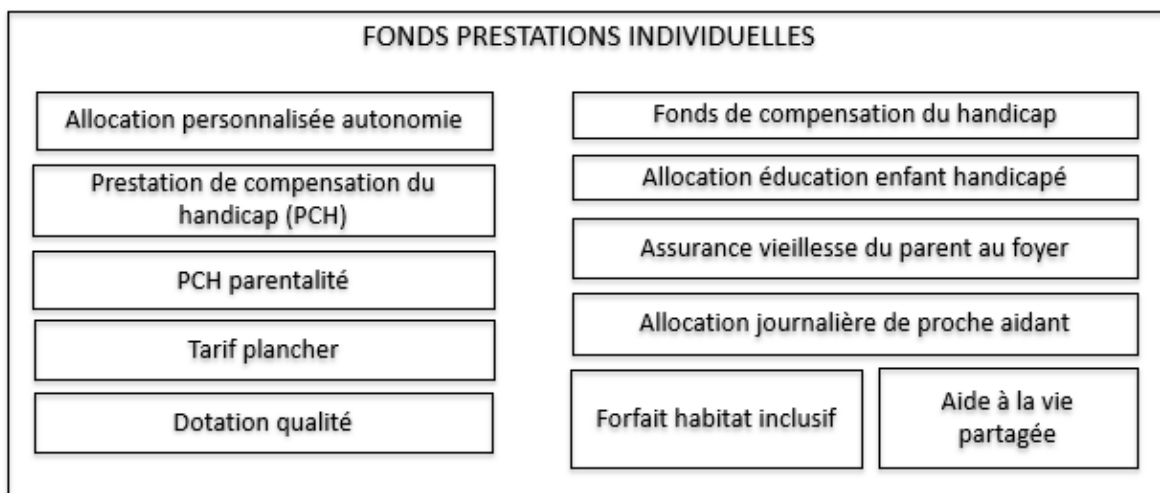 FONDS PRESTATIONS INDIVIDUELLES
Allocation personnalisée autonomie
Prestation de compensation du
handicap (PCH)
PCH parentalité
Tarif plancher
Dotation qualité
Fonds de compensation du handicap
Allocation éducation enfant handicapé
Assurance vieillesse du parent au foyer
Allocation journalière de proche aidant
Forfait habitat inclusif
Aide à la vie
partagée